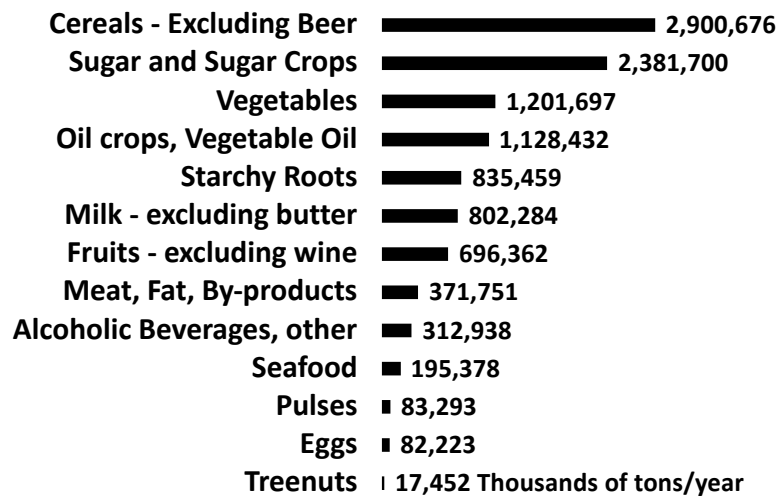 Cereals - Excluding Beer 2,900,676
Sugar and Sugar Crops 2,381,700
Vegetables 1,201,697
Oil crops, Vegetable Oil 1,128,432
Starchy Roots 835,459
Milk - excluding butter 802,284
Fruits - excluding wine 696,362
Meat, Fat, By-products 371,751
Alcoholic Beverages, other 312,938
Seafood 195,378
Pulses 83,293
Eggs 82,223
Treenuts 17,452 Thousands of tons/year